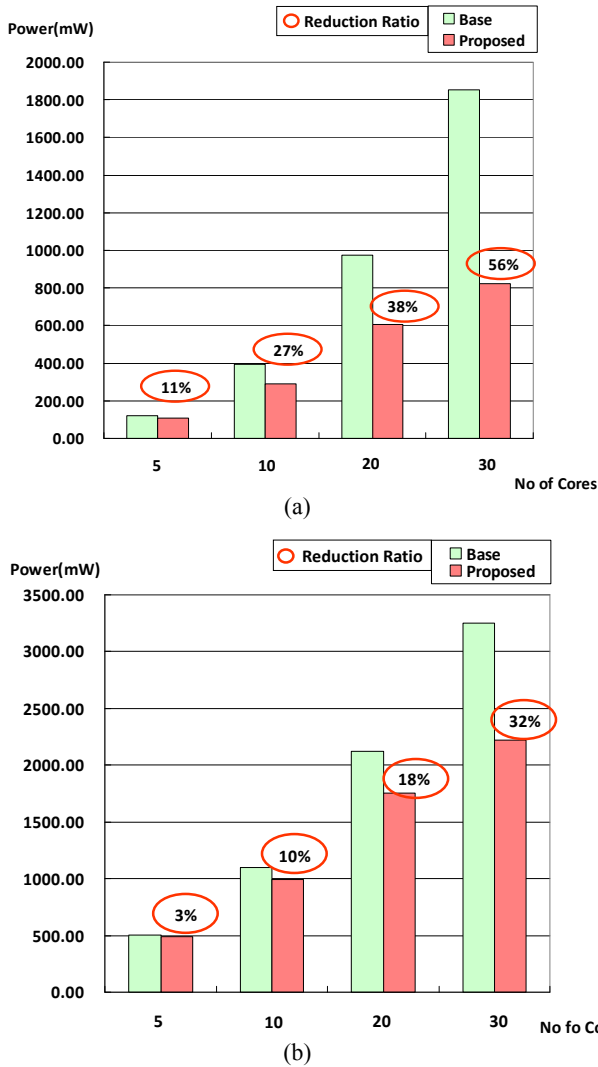 Power(mW)
Reduction Ratio
Base
Proposed
2000.00
1800.00
1600.00
1400.00
1200.00
1000.00
800.00
600.00
400.00
200.00
0.00
11%
27%
38%
56%
5 10 20 30
No of Cores
(a)
Reduction Ratio
Base
Proposed
Power(mW)
3500.00
3000.00
2500.00
2000.00
1500.00
1000.00
500.00
0.00
3%
10%
18%
32%
5 10 20 30
No fo Co
(b)